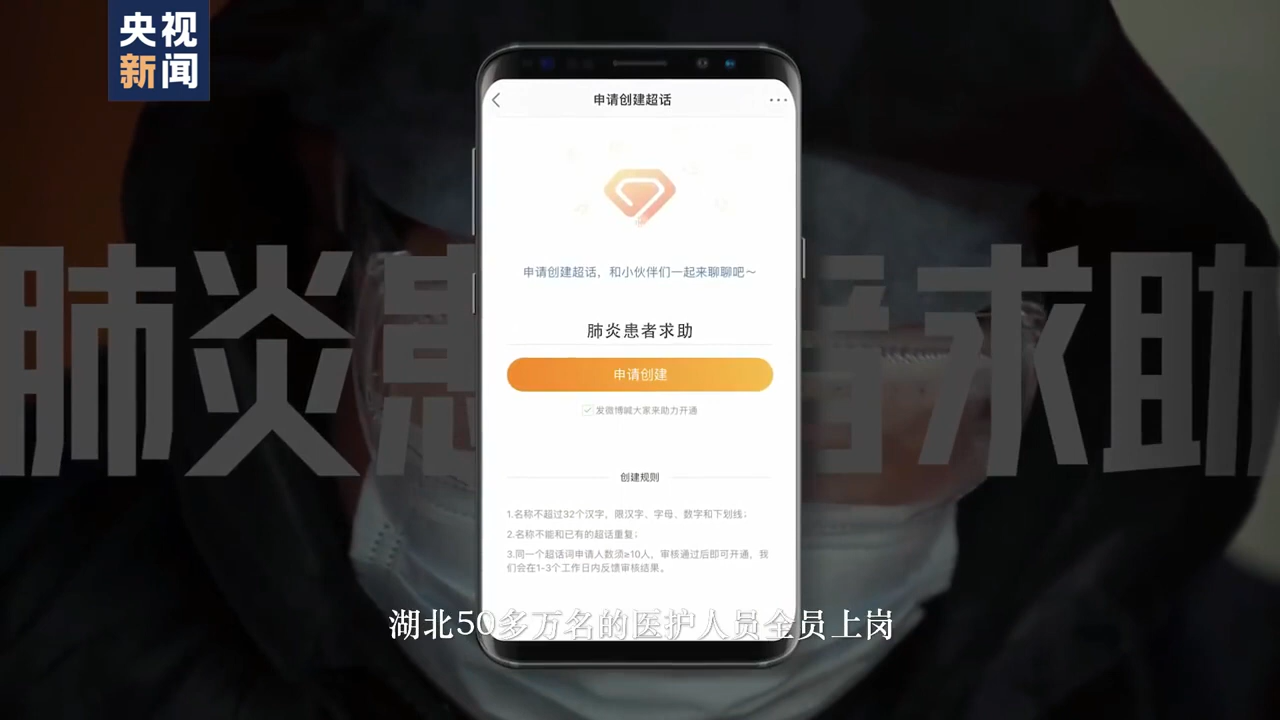 央视
新闻
申请创建超话
申请创建超话，和小伙伴们一起来聊聊吧～
肺炎患者求助
肺炎患者求助
申请创建
发微博喊大家来助力开通
创建规则
1.名称不超过32个汉字，限汉字、字母、数字和下划线；
2.名称不能和已有的超话重复；
3.同一个超话词申请人数须≥10人，审核通过后即可开通，我
们会在1-3个工作日内反馈审核结果。
湖北50多万名的医护人员全员上岗